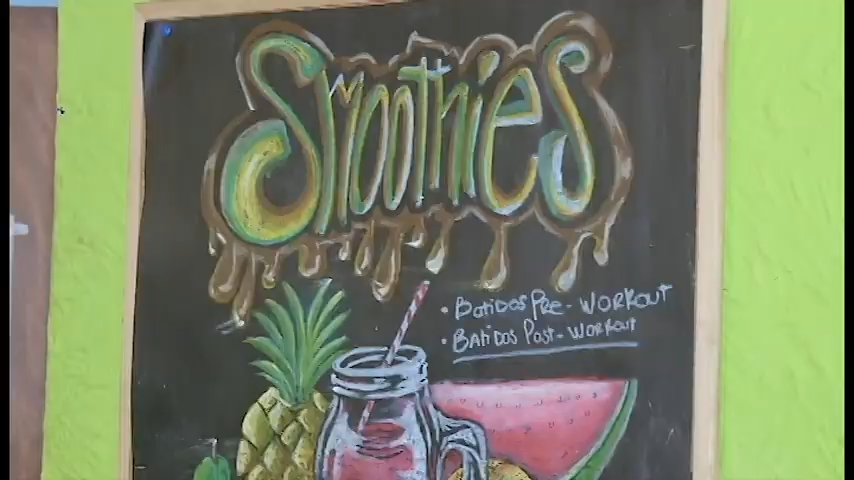 Smoothies
• Batidos Pre-Workout
• Batidos Post-Workout